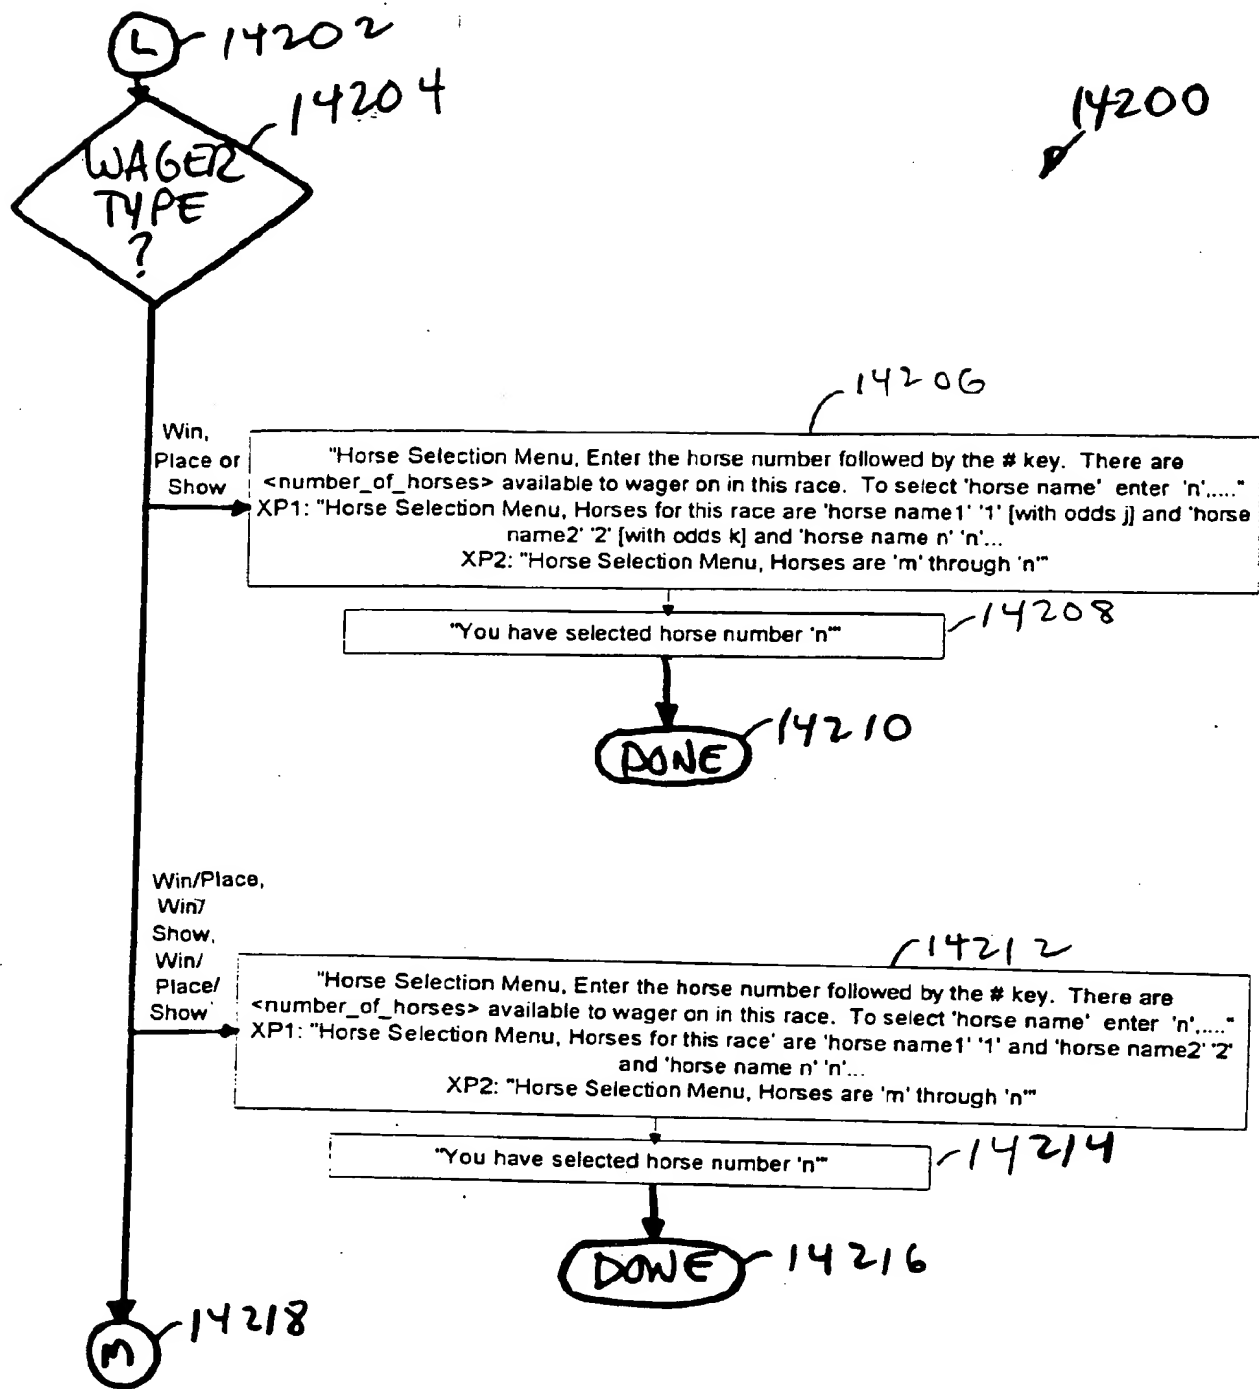 L 14202
14204
14200
WAGER
TYPE
?
14206
Win,
Place or
Show
"Horse Selection Menu, Enter the horse number followed by the # key. There are
<number_of_horses> available to wager on in this race. To select 'horse name' enter 'n',...."
XP1: "Horse Selection Menu, Horses for this race are 'horse name1' '1' [with odds j] and 'horse
name2' '2' [with odds k] and 'horse name n' 'n'...
XP2: "Horse Selection Menu, Horses are 'm' through 'n'"
14208
"You have selected horse number 'n'"
14210
DONE
Win/Place,
Win/
Show,
Win/
Place/
Show
14212
"Horse Selection Menu, Enter the horse number followed by the # key. There are
<number_of_horses> available to wager on in this race. To select 'horse name' enter 'n',...."
XP1: "Horse Selection Menu, Horses for this race' are 'horse name1' '1' and 'horse name2' '2'
and 'horse name n' 'n'...
XP2: "Horse Selection Menu, Horses are 'm' through 'n'"
14214
"You have selected horse number 'n'"
DONE 14216
14218
M